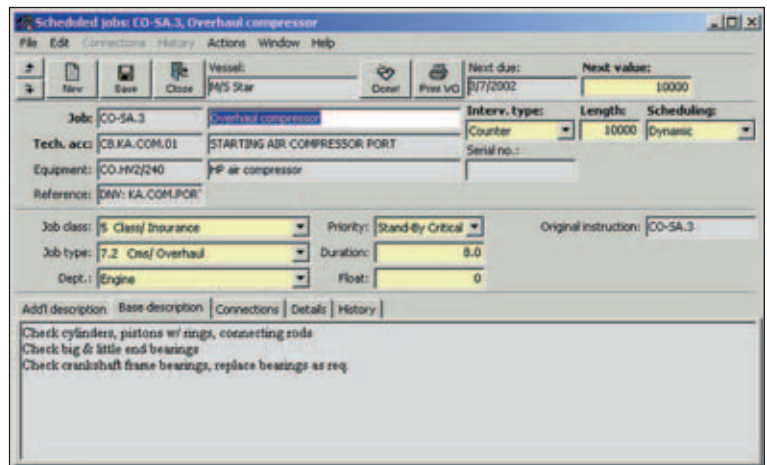 Scheduled jobs: CO-SA.3, Overhaul compressor
File Edit Connections History Actions Window Help
New Save Close Vessel: M/S Star Done! Print WO Next due: 3/7/2002 Next value: 10000
Job: CO-SA.3 Overhaul compressor Interv. type: Counter Length: 10000 Scheduling: Dynamic
Tech. acc: CB.KA.COM.01 STARTING AIR COMPRESSOR PORT Serial no.:
Equipment: CO.HV2/240 HP air compressor
Reference: DNV: KA.COM.POR
Job class: 5 Class/ Insurance Priority: Stand-By Critical Original instruction: CO-SA.3
Job type: 7.2 Cms/ Overhaul Duration: 8.0
Dept.: Engine Float: 0
Add'l description Base description Connections Details History
Check cylinders, pistons w/ rings, connecting rods
Check big & little end bearings
Check crankshaft frame bearings, replace bearings as req.